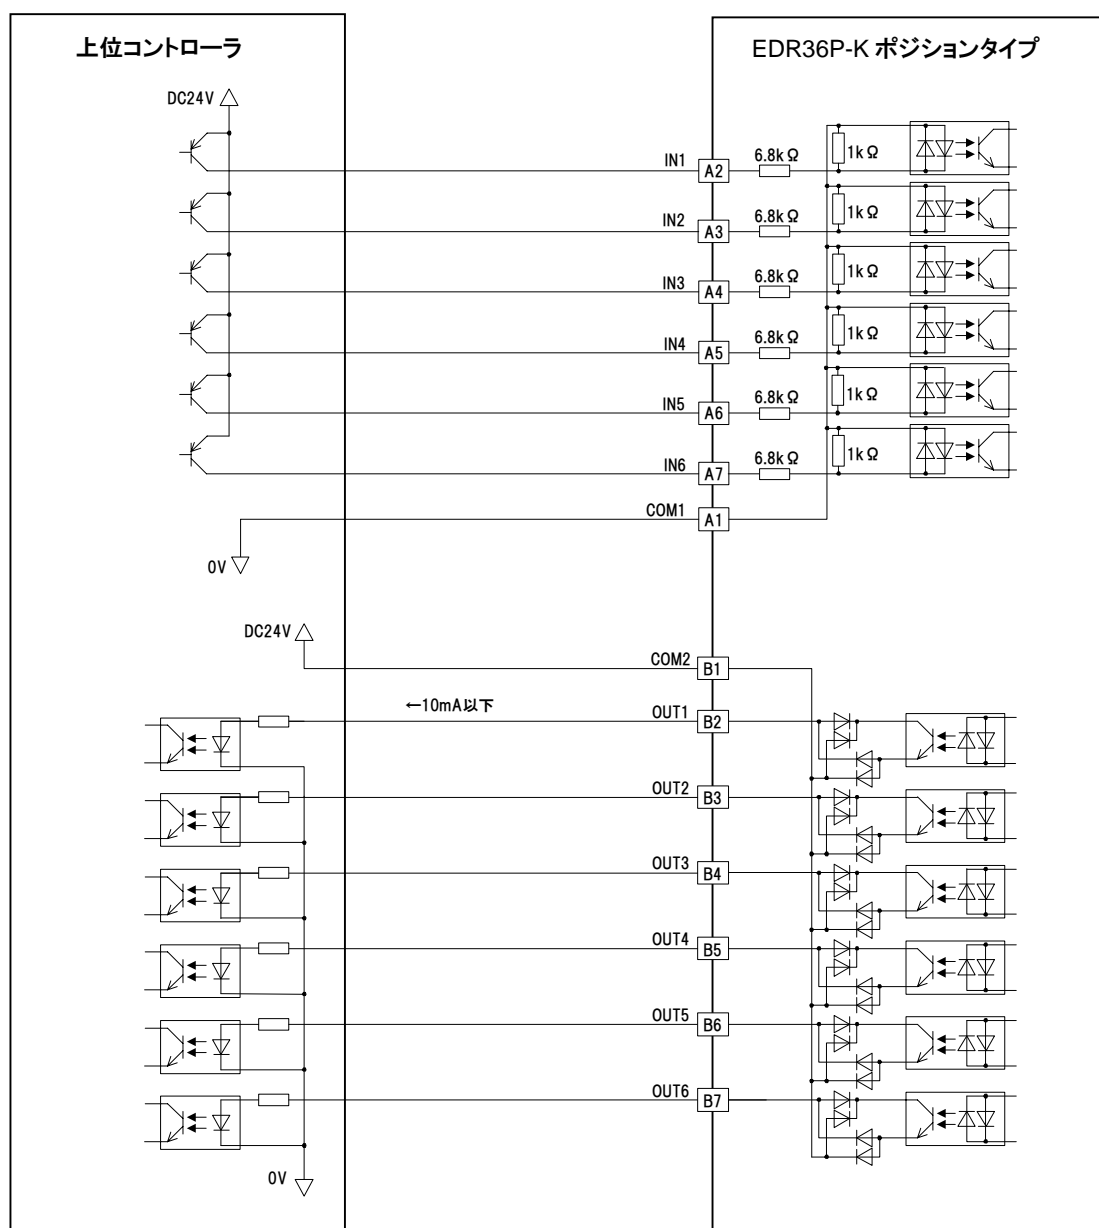 上位コントローラ
EDR36P-K ポジションタイプ
DC24V
IN1 A2 6.8kΩ 1kΩ
IN2 A3 6.8kΩ 1kΩ
IN3 A4 6.8kΩ 1kΩ
IN4 A5 6.8kΩ 1kΩ
IN5 A6 6.8kΩ 1kΩ
IN6 A7 6.8kΩ 1kΩ
COM1 A1
0V
DC24V
COM2 B1
←10mA以下 OUT1 B2
OUT2 B3
OUT3 B4
OUT4 B5
OUT5 B6
OUT6 B7
0V